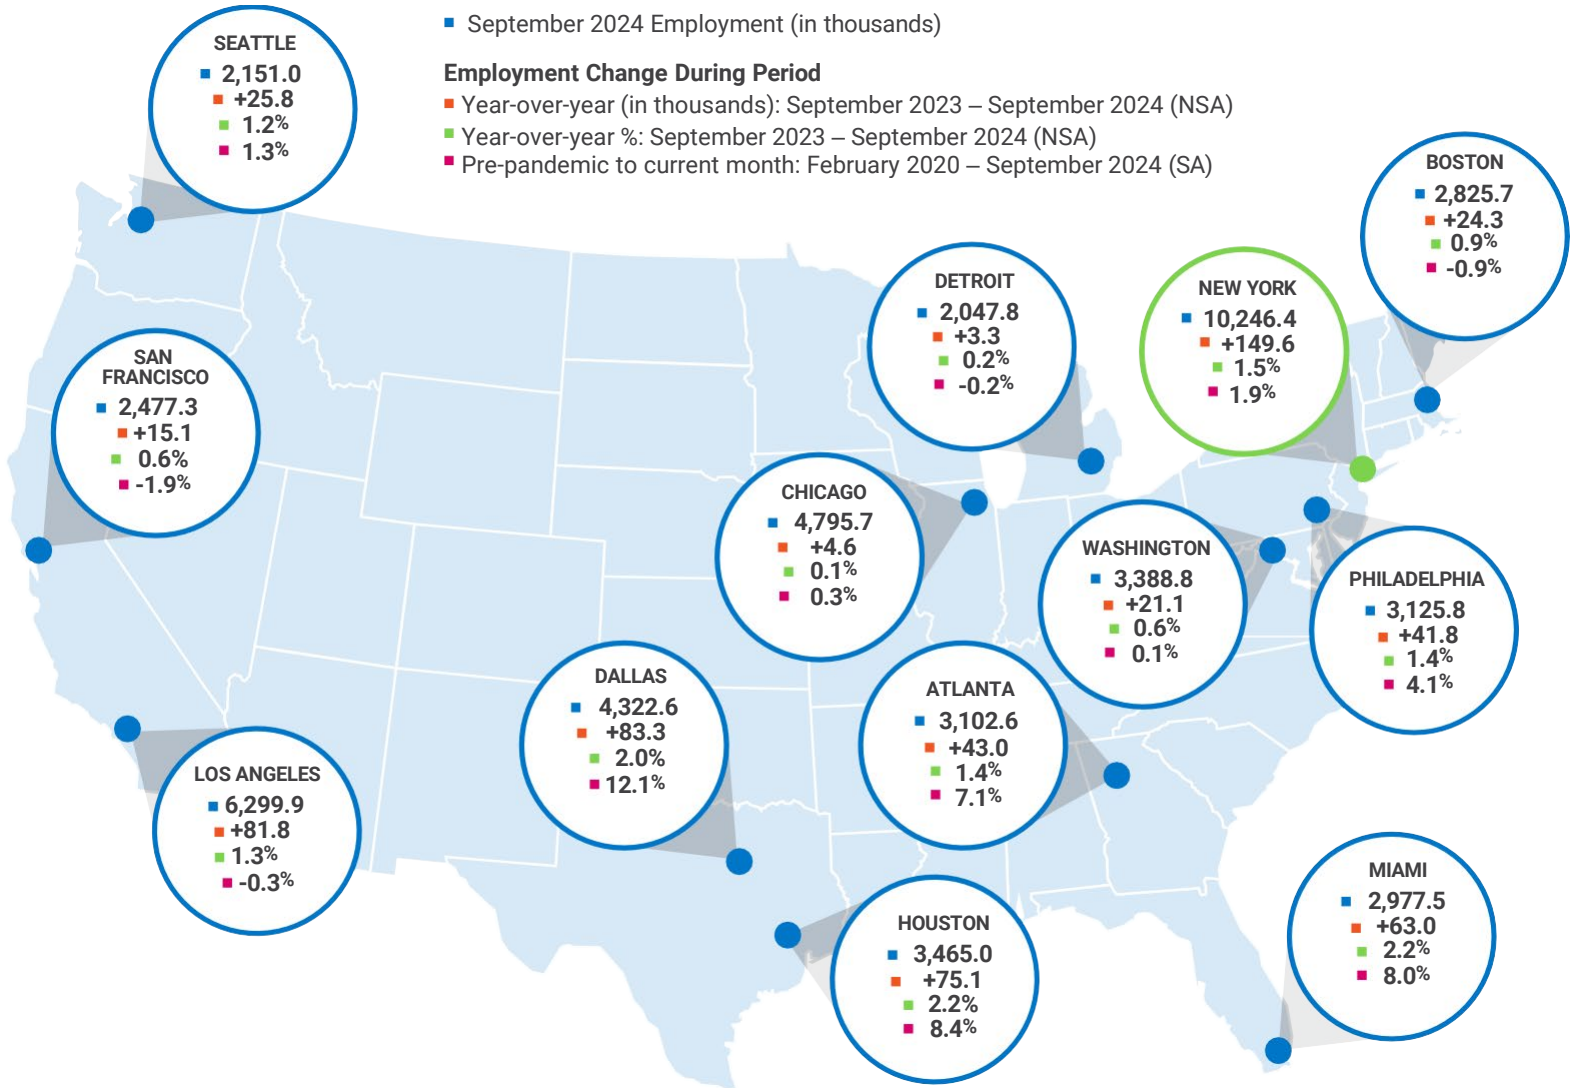 September 2024 Employment (in thousands)
Employment Change During Period
Year-over-year (in thousands): September 2023 – September 2024 (NSA)
Year-over-year %: September 2023 – September 2024 (NSA)
Pre-pandemic to current month: February 2020 – September 2024 (SA)
SEATTLE
2,151.0
+25.8
1.2%
1.3%
BOSTON
2,825.7
+24.3
0.9%
-0.9%
DETROIT
2,047.8
+3.3
0.2%
-0.2%
NEW YORK
10,246.4
+149.6
1.5%
1.9%
SAN
FRANCISCO
2,477.3
+15.1
0.6%
-1.9%
CHICAGO
4,795.7
+4.6
0.1%
0.3%
WASHINGTON
3,388.8
+21.1
0.6%
0.1%
PHILADELPHIA
3,125.8
+41.8
1.4%
4.1%
DALLAS
4,322.6
+83.3
2.0%
12.1%
ATLANTA
3,102.6
+43.0
1.4%
7.1%
LOS ANGELES
6,299.9
+81.8
1.3%
-0.3%
HOUSTON
3,465.0
+75.1
2.2%
8.4%
MIAMI
2,977.5
+63.0
2.2%
8.0%